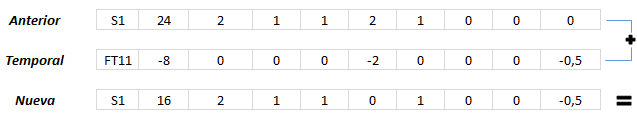 Anterior S1 24 2 1 1 2 1 0 0 0
+
Temporal FT11 -8 0 0 0 -2 0 0 0 -0,5
Nueva S1 16 2 1 1 0 1 0 0 -0,5 =